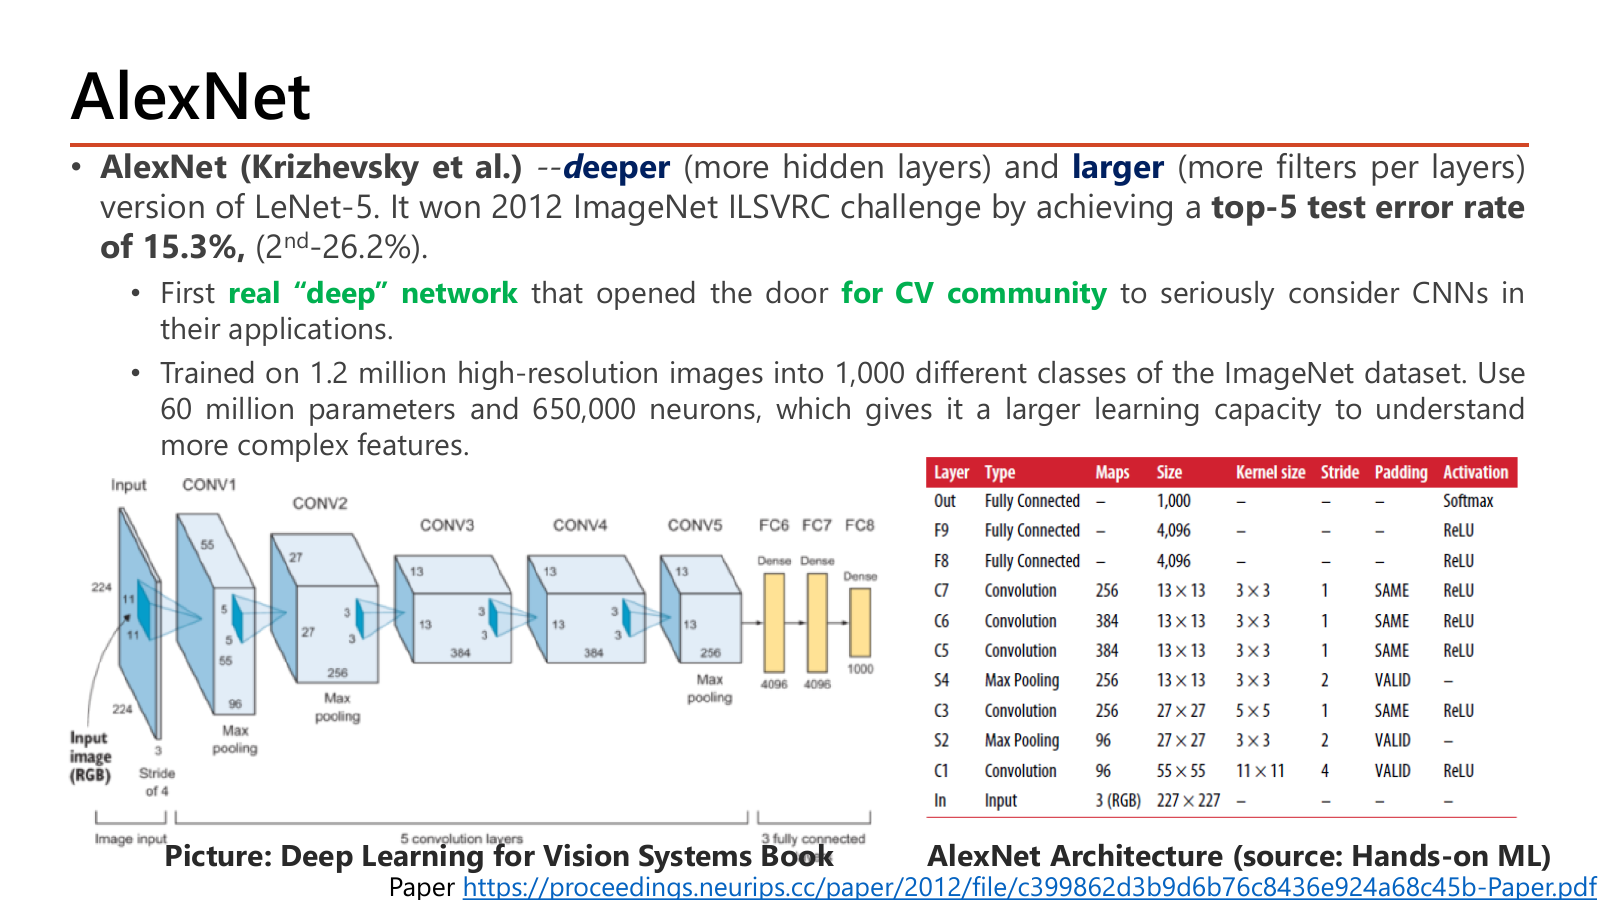 AlexNet
• AlexNet (Krizhevsky et al.) --deeper (more hidden layers) and larger (more filters per layers)
version of LeNet-5. It won 2012 ImageNet ILSVRC challenge by achieving a top-5 test error rate
of 15.3%, (2nd-26.2%).
• First real “deep” network that opened the door for CV community to seriously consider CNNs in
their applications.
• Trained on 1.2 million high-resolution images into 1,000 different classes of the ImageNet dataset. Use
60 million parameters and 650,000 neurons, which gives it a larger learning capacity to understand
more complex features.
Input CONV1 CONV2 CONV3 CONV4 CONV5 FC6 FC7 FC8
224
11
11
224
3
Stride
of 4
Input
image
(RGB)
55
5
5
55
96
Max
pooling
27
3
27
3
256
Max
pooling
13
3
13
3
384
13
3
13
3
384
13
13
256
Max
pooling
Dense Dense Dense
4096 4096 1000
Image input
5 convolution layers
3 fully connected
Picture: Deep Learning for Vision Systems Book
Layer Type Maps Size Kernel size Stride Padding Activation
Out Fully Connected – 1,000 – – – Softmax
F9 Fully Connected – 4,096 – – – ReLU
F8 Fully Connected – 4,096 – – – ReLU
C7 Convolution 256 13 × 13 3 × 3 1 SAME ReLU
C6 Convolution 384 13 × 13 3 × 3 1 SAME ReLU
C5 Convolution 384 13 × 13 3 × 3 1 SAME ReLU
S4 Max Pooling 256 13 × 13 3 × 3 2 VALID –
C3 Convolution 256 27 × 27 5 × 5 1 SAME ReLU
S2 Max Pooling 96 27 × 27 3 × 3 2 VALID –
C1 Convolution 96 55 × 55 11 × 11 4 VALID ReLU
In Input 3 (RGB) 227 × 227 – – – –
AlexNet Architecture (source: Hands-on ML)
Paper https://proceedings.neurips.cc/paper/2012/file/c399862d3b9d6b76c8436e924a68c45b-Paper.pdf